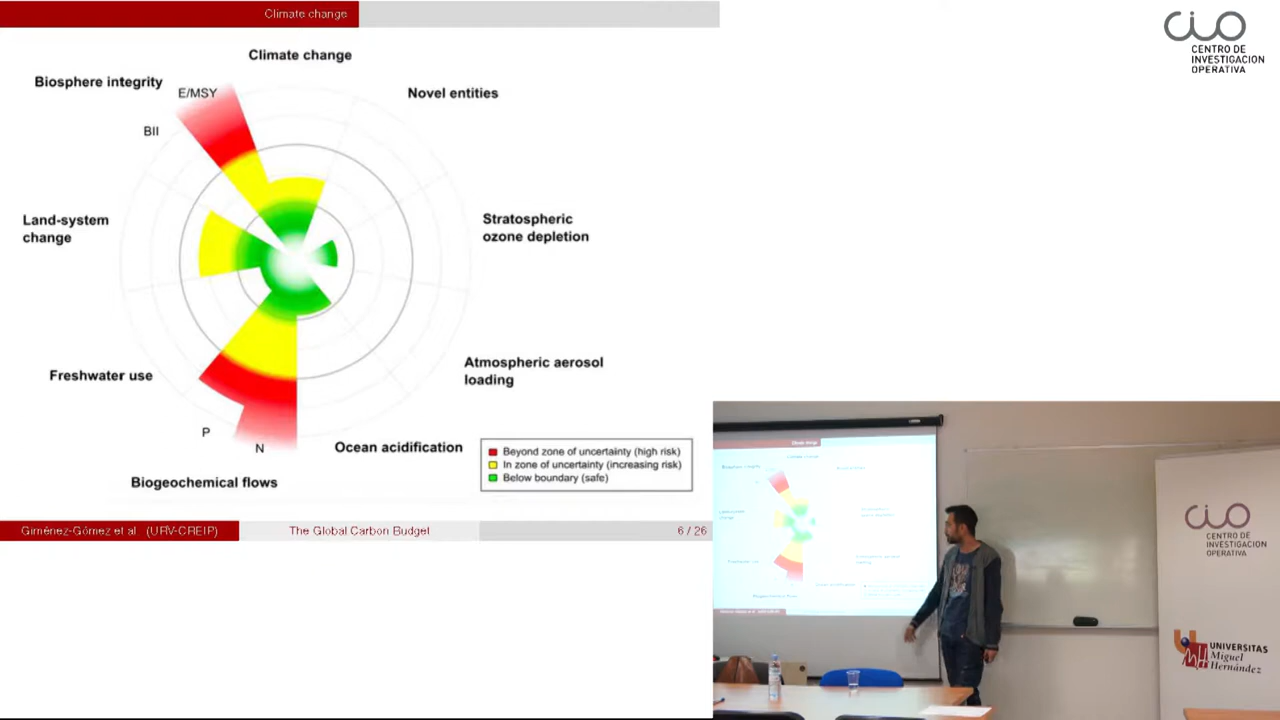 Climate change
CIO
CENTRO DE
INVESTIGACION
OPERATIVA
Climate change
Biosphere integrity
E/MSY
Novel entities
BII
Land-system
change
Stratospheric
ozone depletion
Freshwater use
Atmospheric aerosol
loading
P
N
Ocean acidification
Biogeochemical flows
Beyond zone of uncertainty (high risk)
In zone of uncertainty (increasing risk)
Below boundary (safe)
Giménez-Gómez et al. (URV-CREIP)
The Global Carbon Budget
6 / 26
CIO
CENTRO DE
INVESTIGACION
OPERATIVA
UNIVERSITAS
Miguel
Hernández